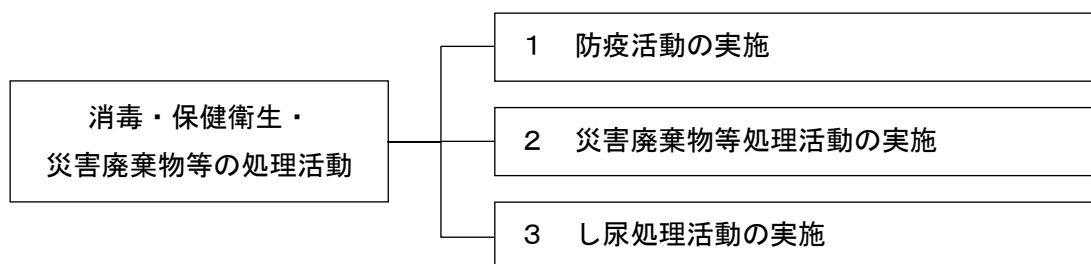 消毒・保健衛生・
災害廃棄物等の処理活動
１　防疫活動の実施
２　災害廃棄物等処理活動の実施
３　し尿処理活動の実施